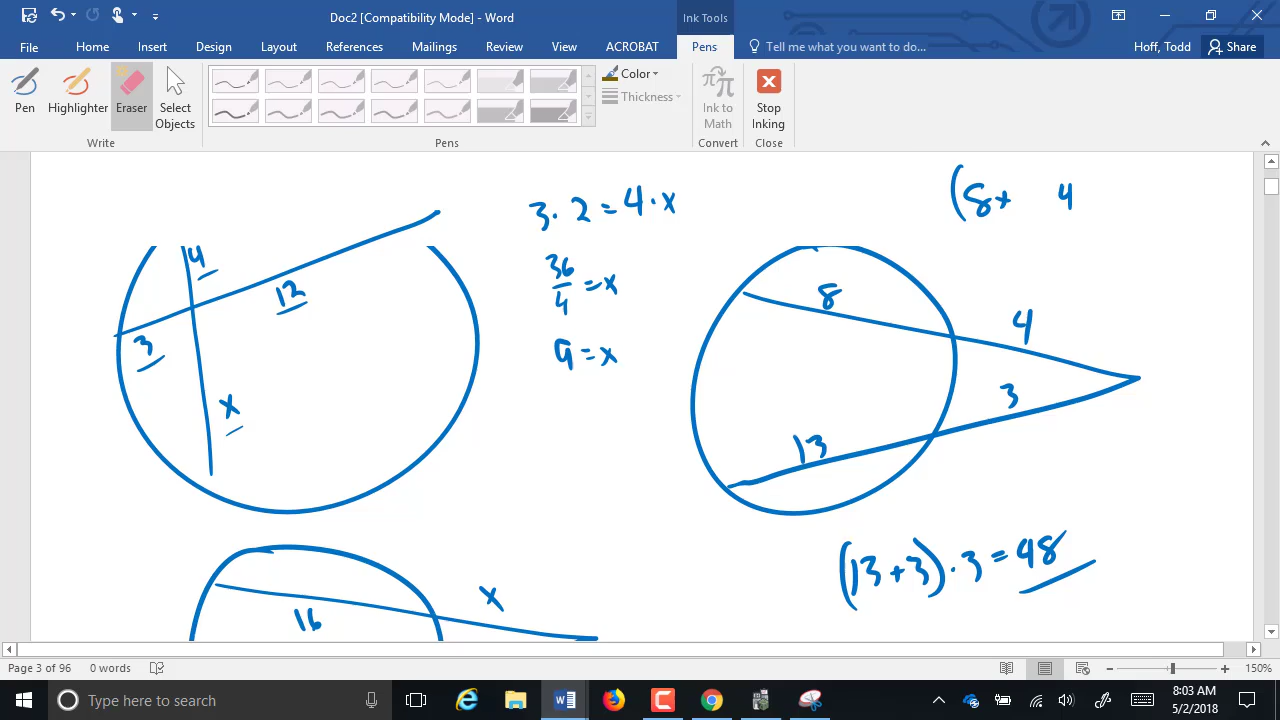 Doc2 [Compatibility Mode] - Word
Ink Tools
File Home Insert Design Layout References Mailings Review View ACROBAT Pens Tell me what you want to do... Hoff, Todd Share
Pen Highlighter Eraser Select Objects
Color
Thickness
Ink to Math
Stop Inking
Write Pens Convert Close
3 · 2 = 4 · x
(8+ 4
4
12
3
x
36/4 = x
9 = x
8
4
3
13
(13 + 3) · 3 = 48
x
16
Page 3 of 96 0 words 150%
Type here to search
8:03 AM
5/2/2018